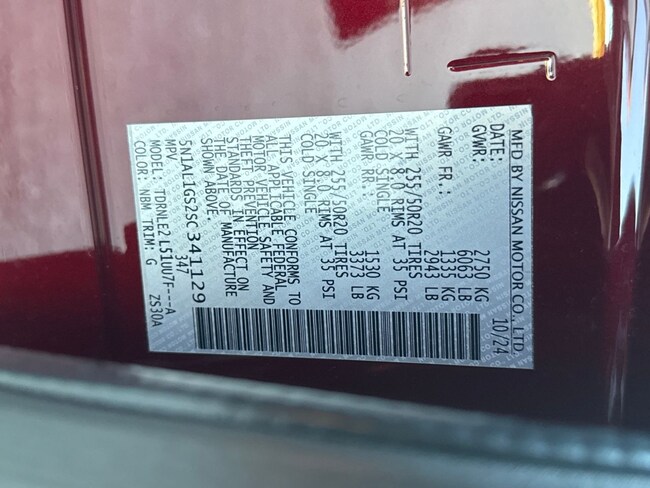 MFD BY NISSAN MOTOR CO., LTD.
DATE: 10/24
GVWR: 2750 KG
6063 LB
GAWR FR.: 1335 KG
2943 LB
WITH 255/50R20 TIRES
20 X 8.0 RIMS AT 35 PSI
COLD SINGLE
GAWR RR: 1530 KG
3373 LB
WITH 255/50R20 TIRES
20 X 8.0 RIMS AT 35 PSI
COLD SINGLE
THIS VEHICLE CONFORMS TO
ALL APPLICABLE FEDERAL
MOTOR VEHICLE SAFETY AND
THEFT PREVENTION
STANDARDS IN EFFECT ON
THE DATE OF MANUFACTURE
SHOWN ABOVE.
5N1AL1GS2SC341129
MPV 347
MODEL: TDRNLE2 L51UU7F---A
COLOR: NBM TRIM: G ZS30A